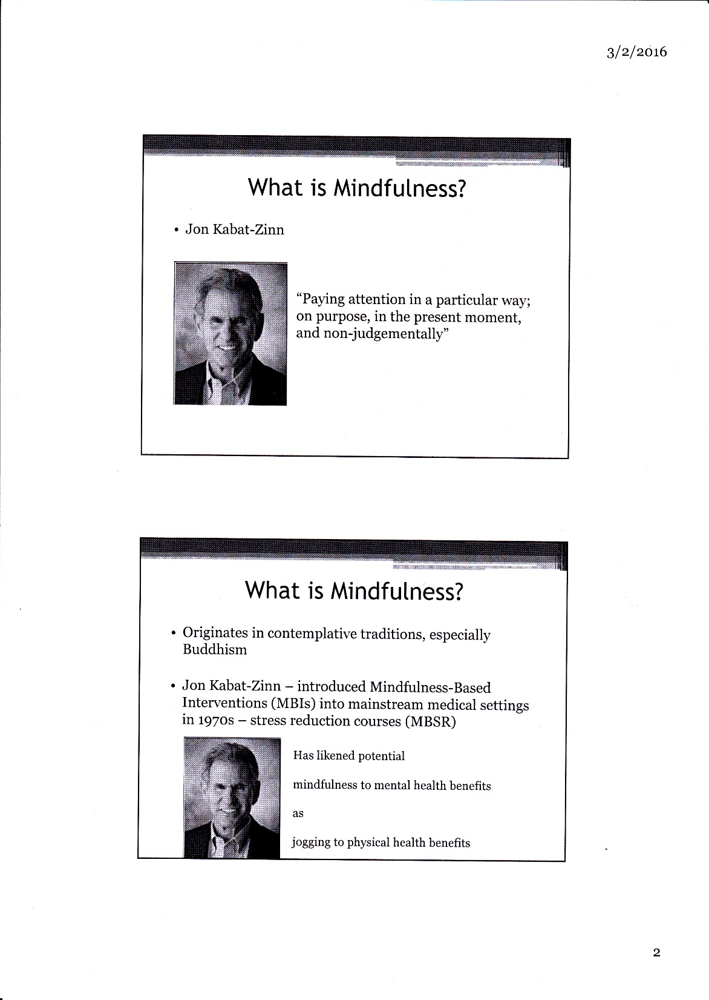 3/2/2016
What is Mindfulness?
• Jon Kabat-Zinn
“Paying attention in a particular way;
on purpose, in the present moment,
and non-judgementally”
What is Mindfulness?
• Originates in contemplative traditions, especially
Buddhism
• Jon Kabat-Zinn – introduced Mindfulness-Based
Interventions (MBIs) into mainstream medical settings
in 1970s – stress reduction courses (MBSR)
Has likened potential
mindfulness to mental health benefits
as
jogging to physical health benefits
2